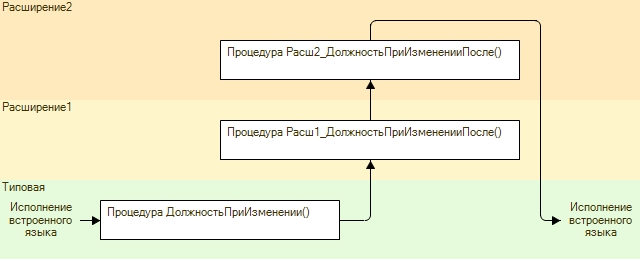 Расширение2
Процедура Расш2_ДолжностьПриИзмененииПосле()
Расширение1
Процедура Расш1_ДолжностьПриИзмененииПосле()
Типовая
Исполнение
встроенного
языка
Процедура ДолжностьПриИзменении()
Исполнение
встроенного
языка